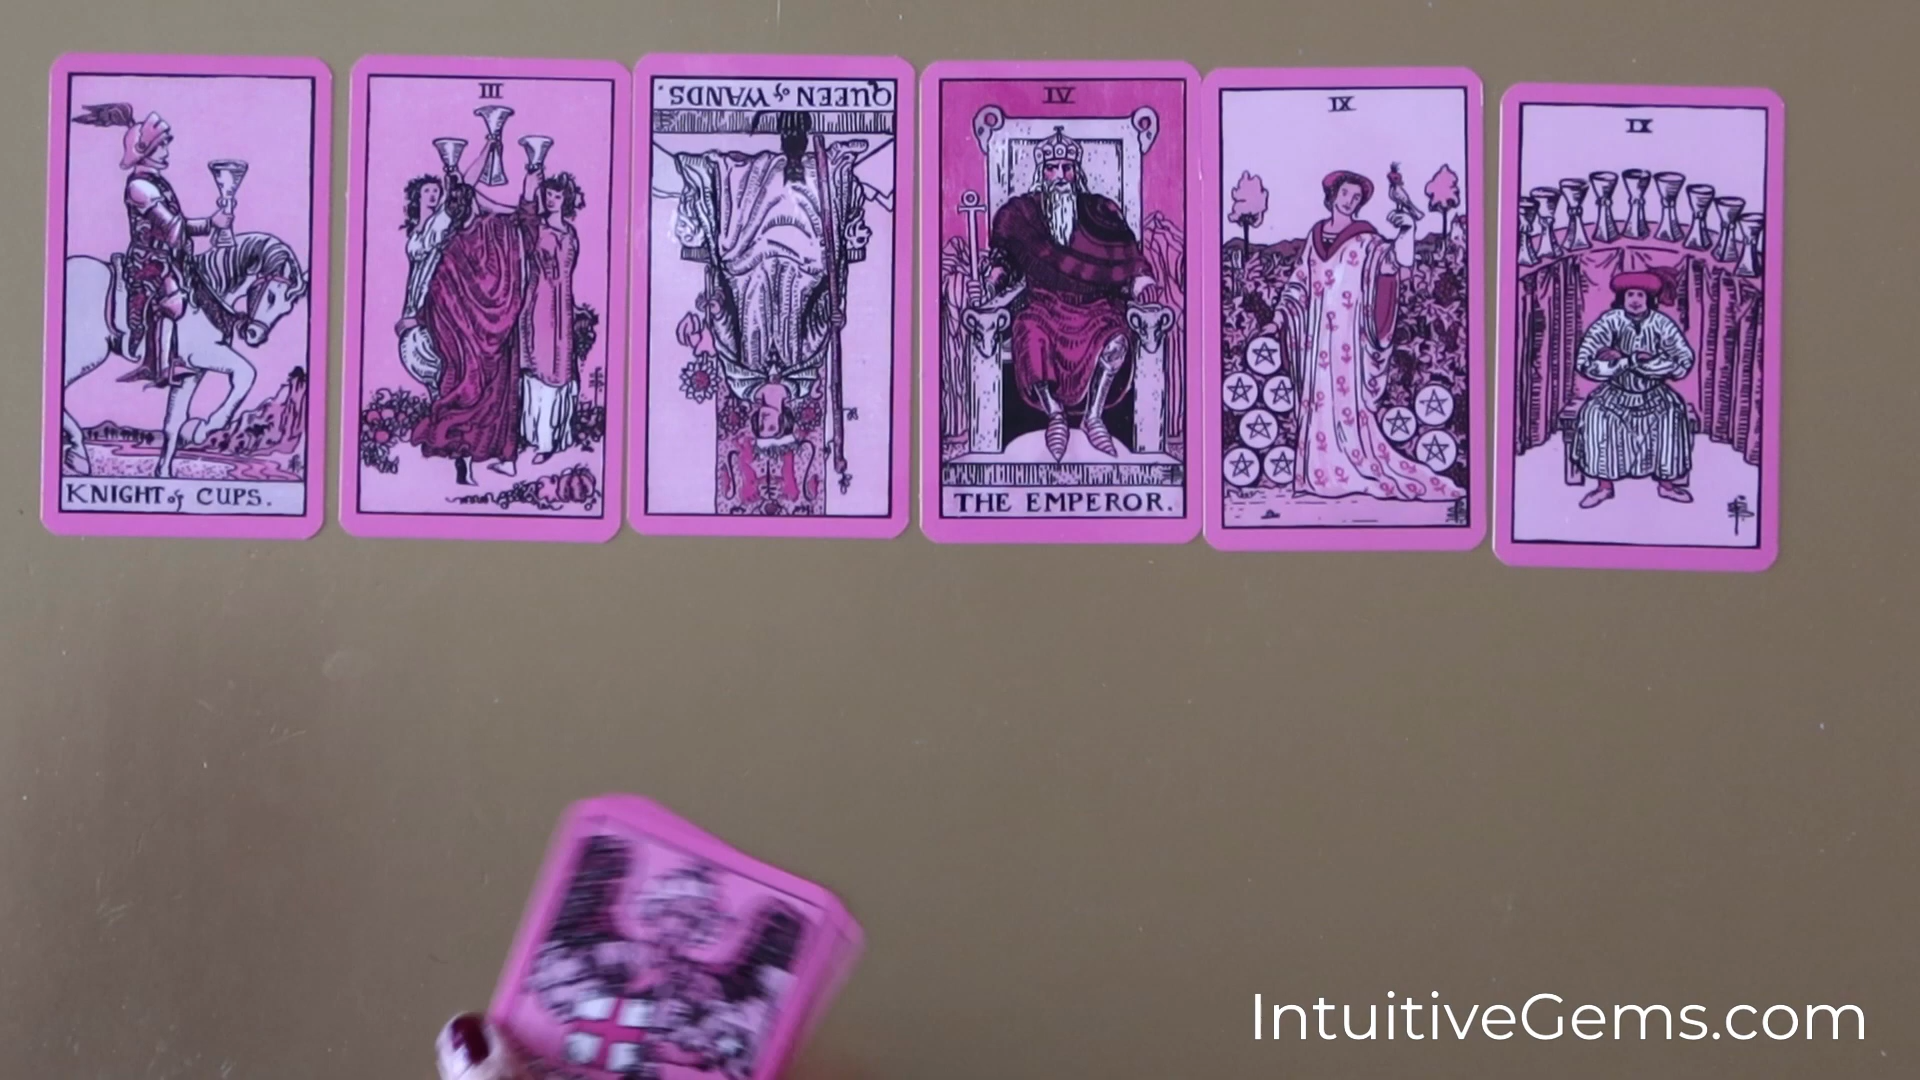 KNIGHT of CUPS.
III
QUEEN of WANDS.
IV
THE EMPEROR.
IX
IX
IntuitiveGems.com